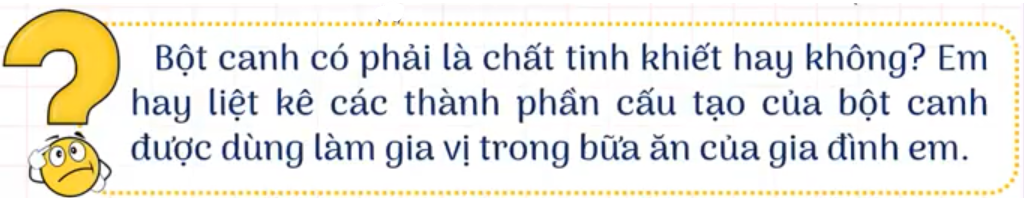 Bột canh có phải là chất tinh khiết hay không? Em
hay liệt kê các thành phần cấu tạo của bột canh
được dùng làm gia vị trong bữa ăn của gia đình em.